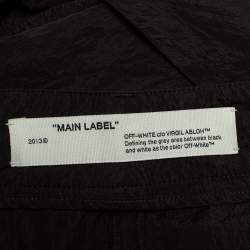 "MAIN LABEL"
2013©
OFF-WHITE c/o VIRGIL ABLOH™
Defining the grey area between black
and white as the color Off-White™